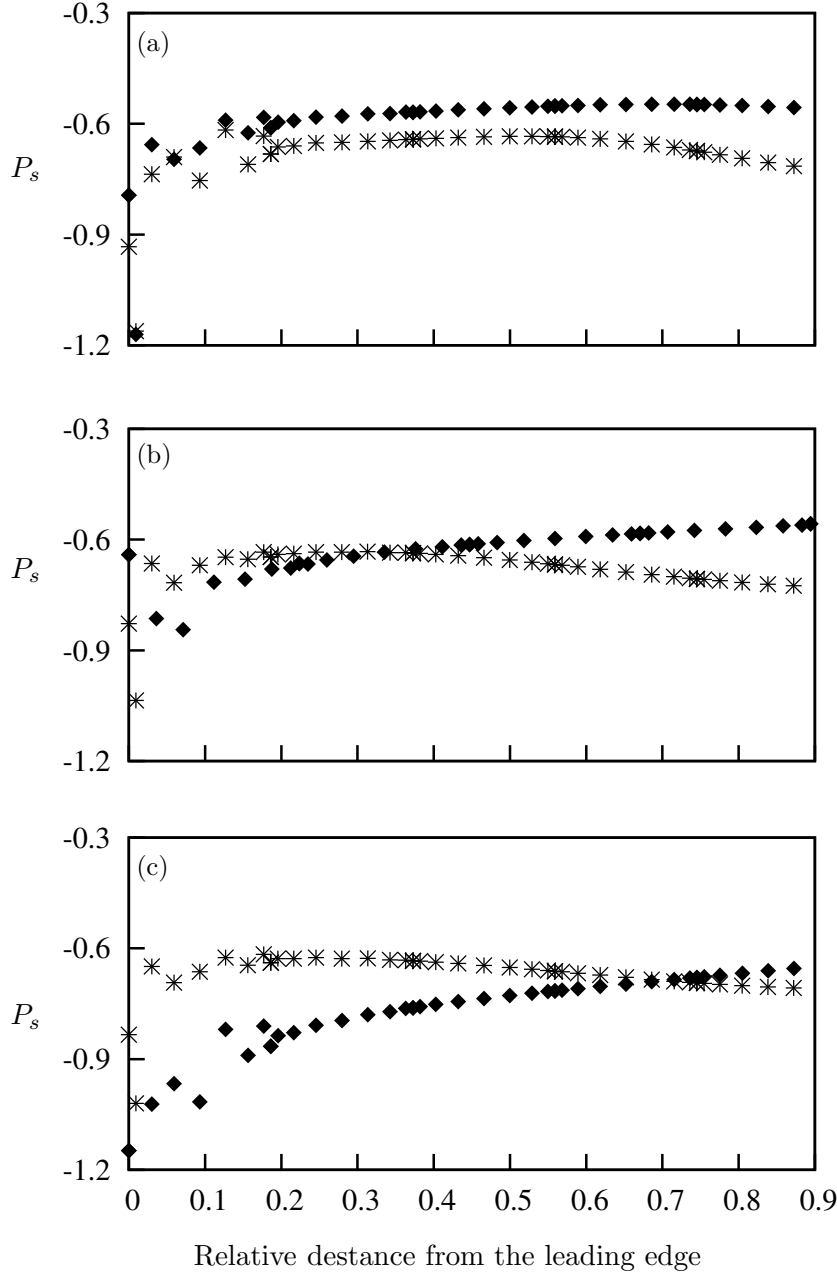 -0.3
(a)
-0.6
P_s
-0.9
-1.2
-0.3
(b)
-0.6
P_s
-0.9
-1.2
-0.3
(c)
-0.6
P_s
-0.9
-1.2
0 0.1 0.2 0.3 0.4 0.5 0.6 0.7 0.8 0.9
Relative destance from the leading edge